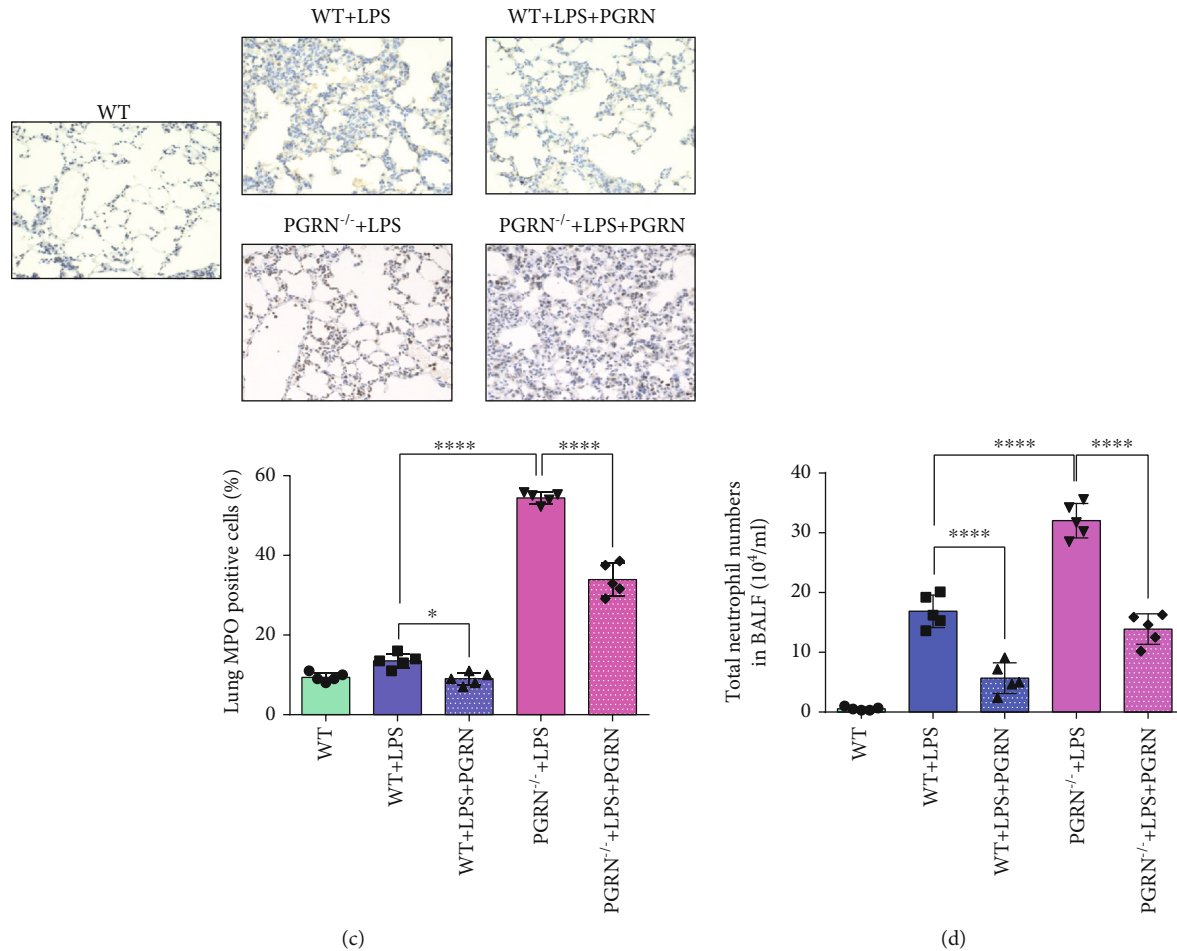 WT+LPS
WT+LPS+PGRN
WT
PGRN-/-+LPS
PGRN-/-+LPS+PGRN
****
****
*
60
40
20
0
Lung MPO positive cells (%)
WT
WT+LPS
WT+LPS+PGRN
PGRN-/-+LPS
PGRN-/-+LPS+PGRN
(c)
****
****
****
40
30
20
10
0
Total neutrophil numbers
in BALF (10⁴/ml)
WT
WT+LPS
WT+LPS+PGRN
PGRN-/-+LPS
PGRN-/-+LPS+PGRN
(d)